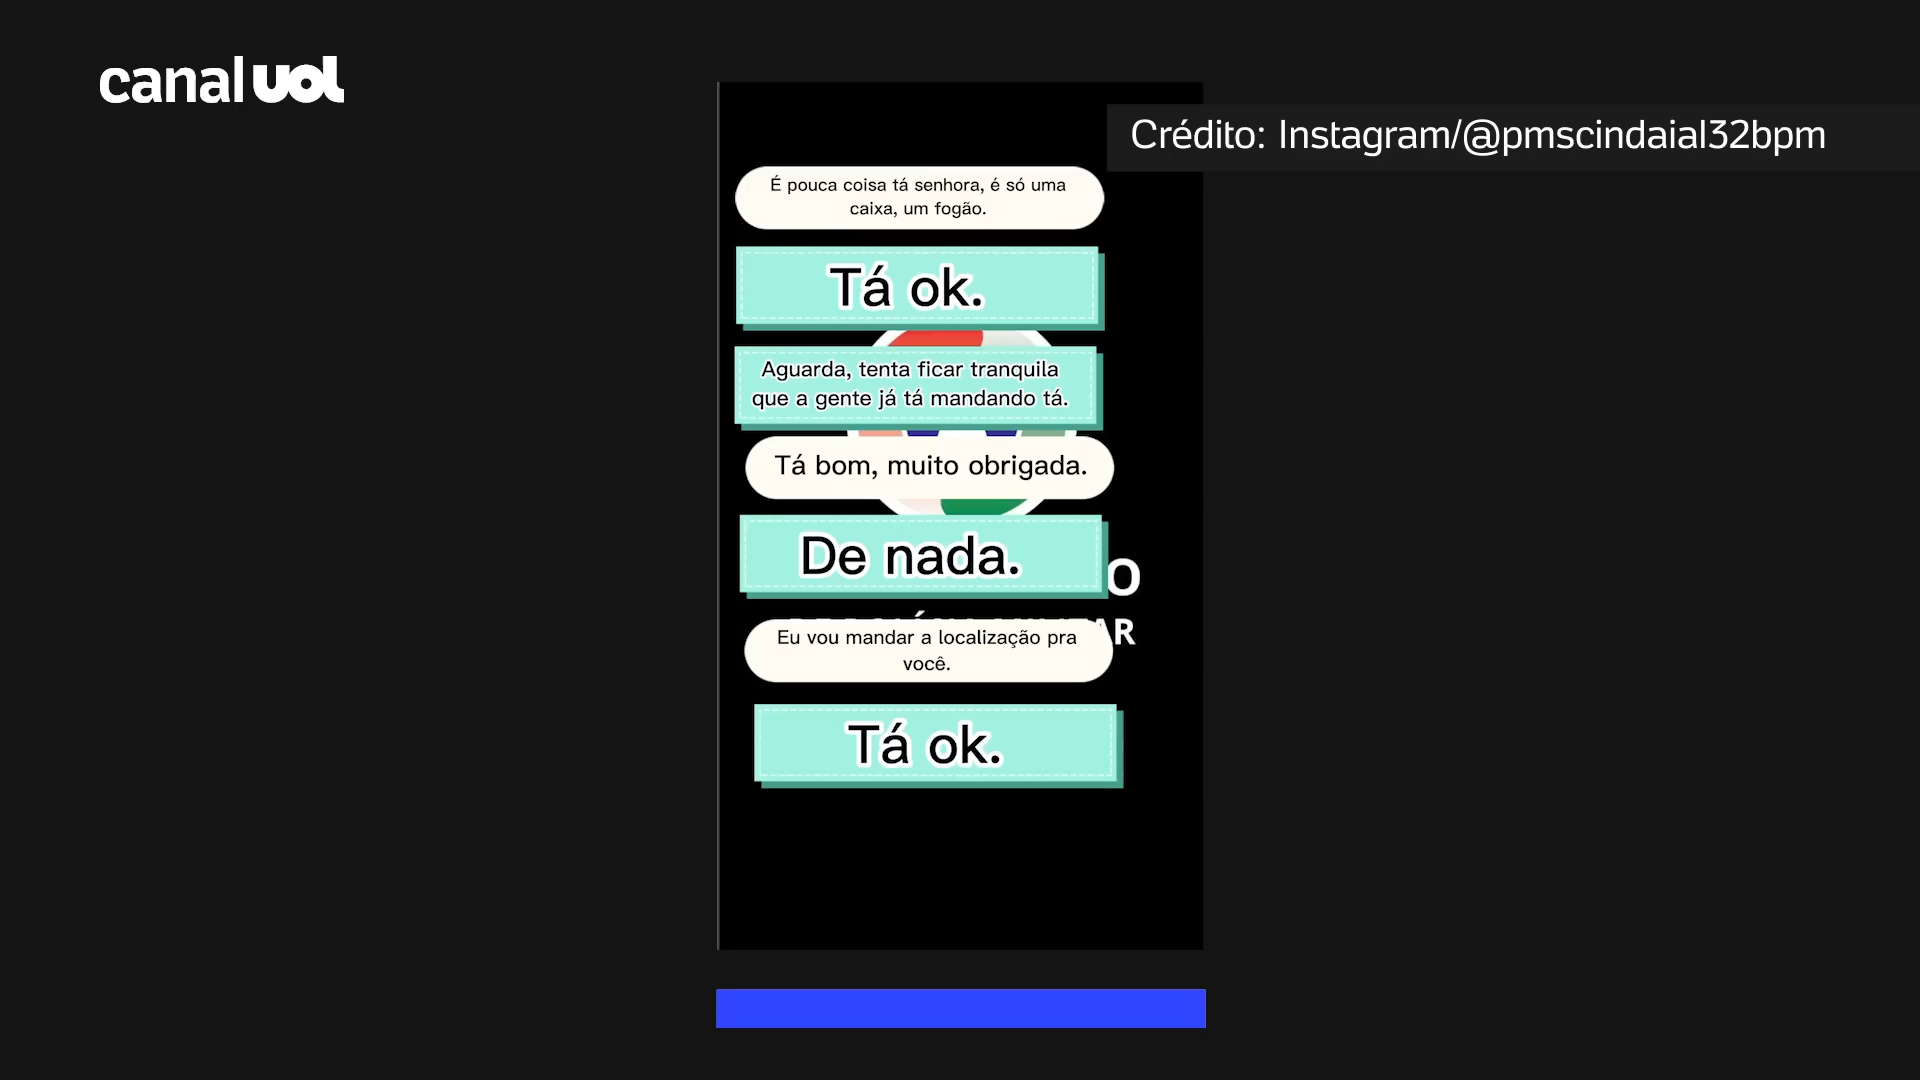 canal uol
Crédito: Instagram/@pmscindaial32bpm
É pouca coisa tá senhora, é só uma
caixa, um fogão.
Tá ok.
Aguarda, tenta ficar tranquila
que a gente já tá mandando tá.
Tá bom, muito obrigada.
De nada.
Eu vou mandar a localização pra
você.
Tá ok.